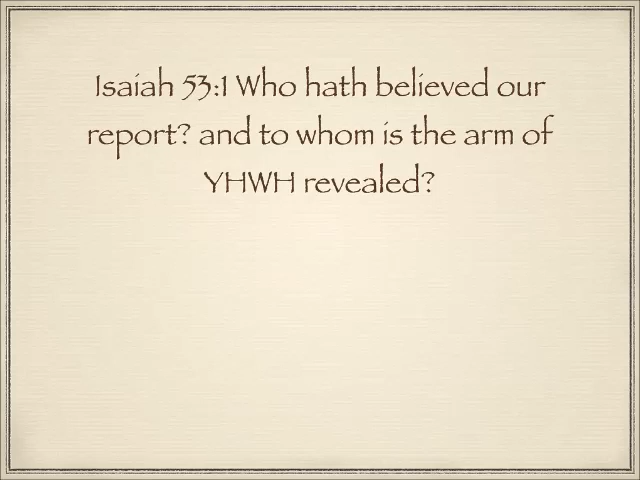 Isaiah 53:1 Who hath believed our
report? and to whom is the arm of
YHWH revealed?